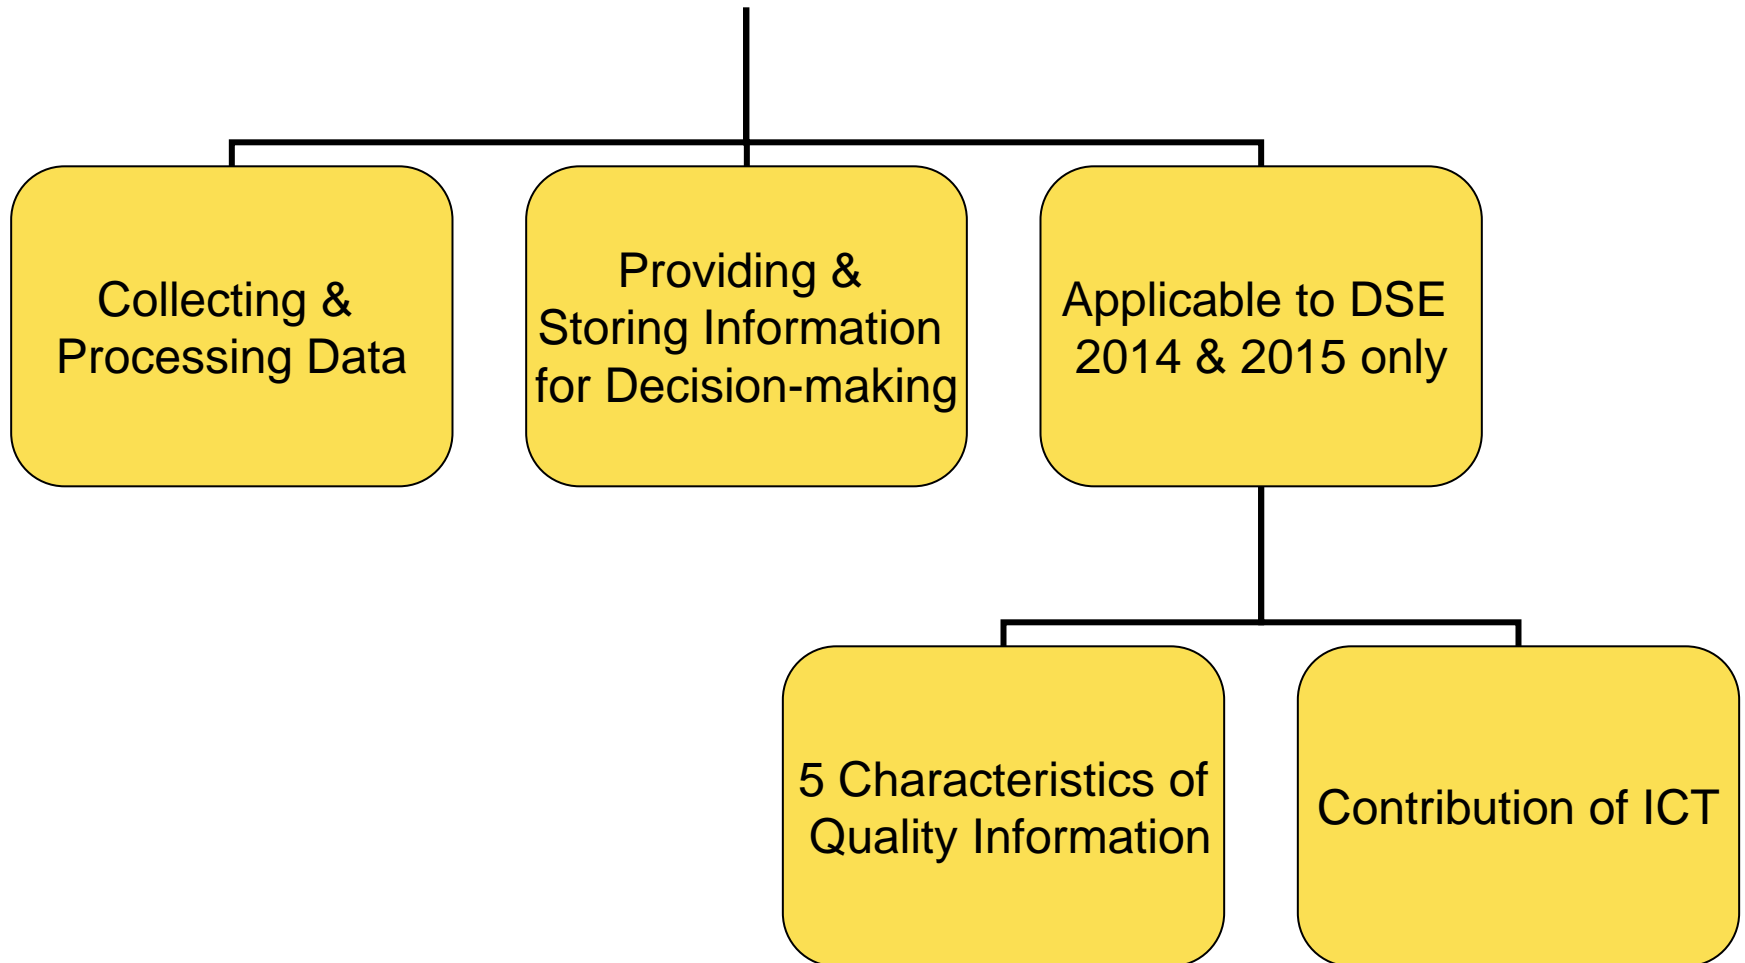 Collecting &
Processing Data
Providing &
Storing Information
for Decision-making
Applicable to DSE
2014 & 2015 only
5 Characteristics of
Quality Information
Contribution of ICT